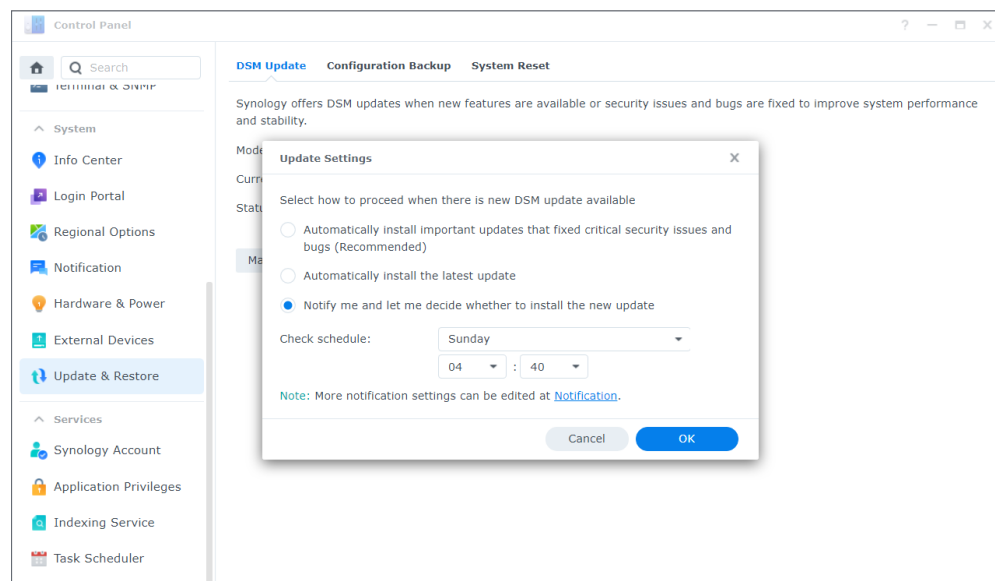 Control Panel
?
Search
Terminal & SNMP
System
Info Center
Login Portal
Regional Options
Notification
Hardware & Power
External Devices
Update & Restore
Services
Synology Account
Application Privileges
Indexing Service
Task Scheduler
DSM Update Configuration Backup System Reset
Synology offers DSM updates when new features are available or security issues and bugs are fixed to improve system performance
and stability.
Update Settings
Select how to proceed when there is new DSM update available
Automatically install important updates that fixed critical security issues and
bugs (Recommended)
Automatically install the latest update
Notify me and let me decide whether to install the new update
Check schedule: Sunday
04 : 40
Note: More notification settings can be edited at Notification.
Cancel OK